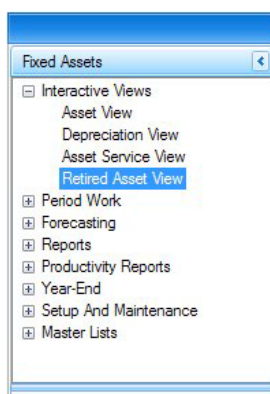 Fixed Assets
Interactive Views
Asset View
Depreciation View
Asset Service View
Retired Asset View
Period Work
Forecasting
Reports
Productivity Reports
Year-End
Setup And Maintenance
Master Lists